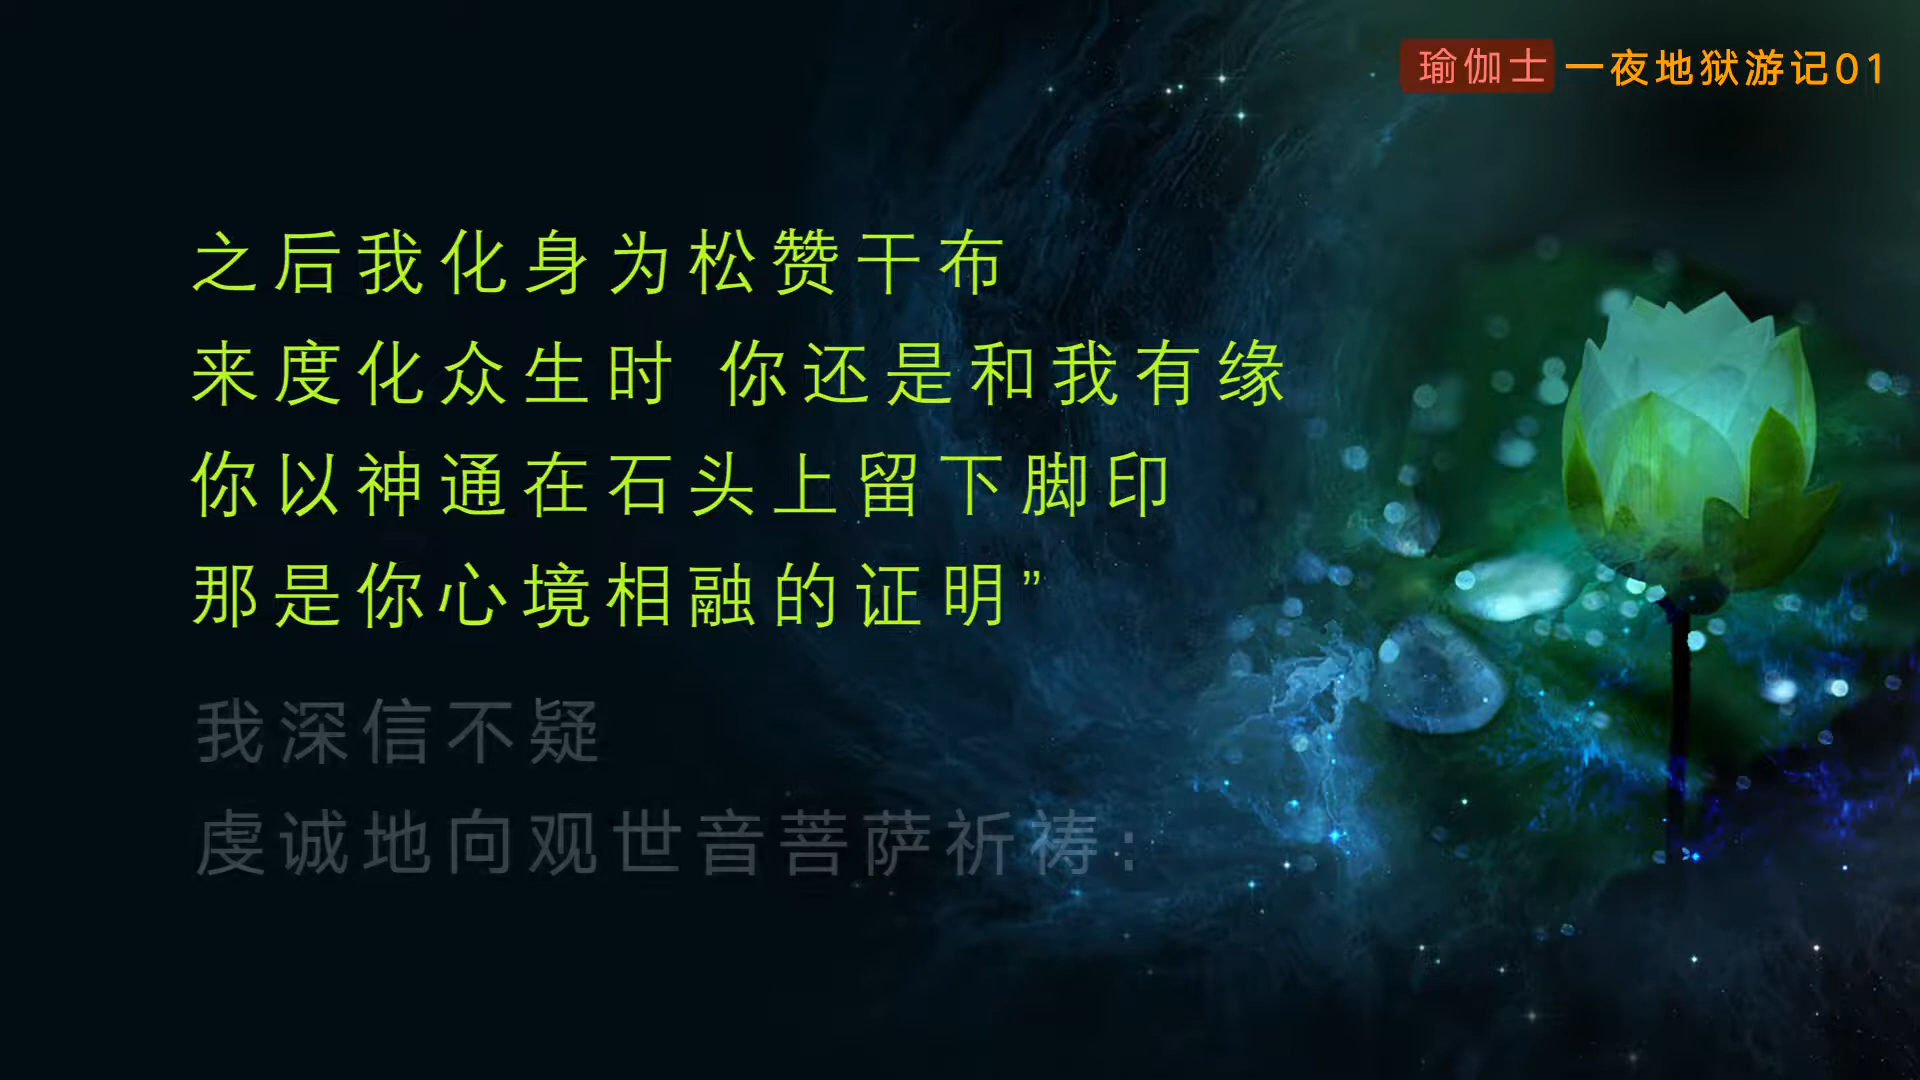 瑜伽士 一夜地狱游记01
之后我化身为松赞干布
来度化众生时 你还是和我有缘
你以神通在石头上留下脚印
那是你心境相融的证明”
我深信不疑
虔诚地向观世音菩萨祈祷：